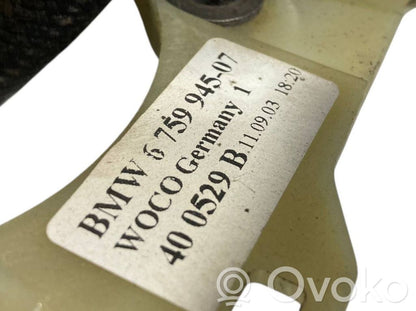 BMW 6 759 945-07
WOCO Germany 1
40 0529 B 11.09.03 18:20
Ovoko